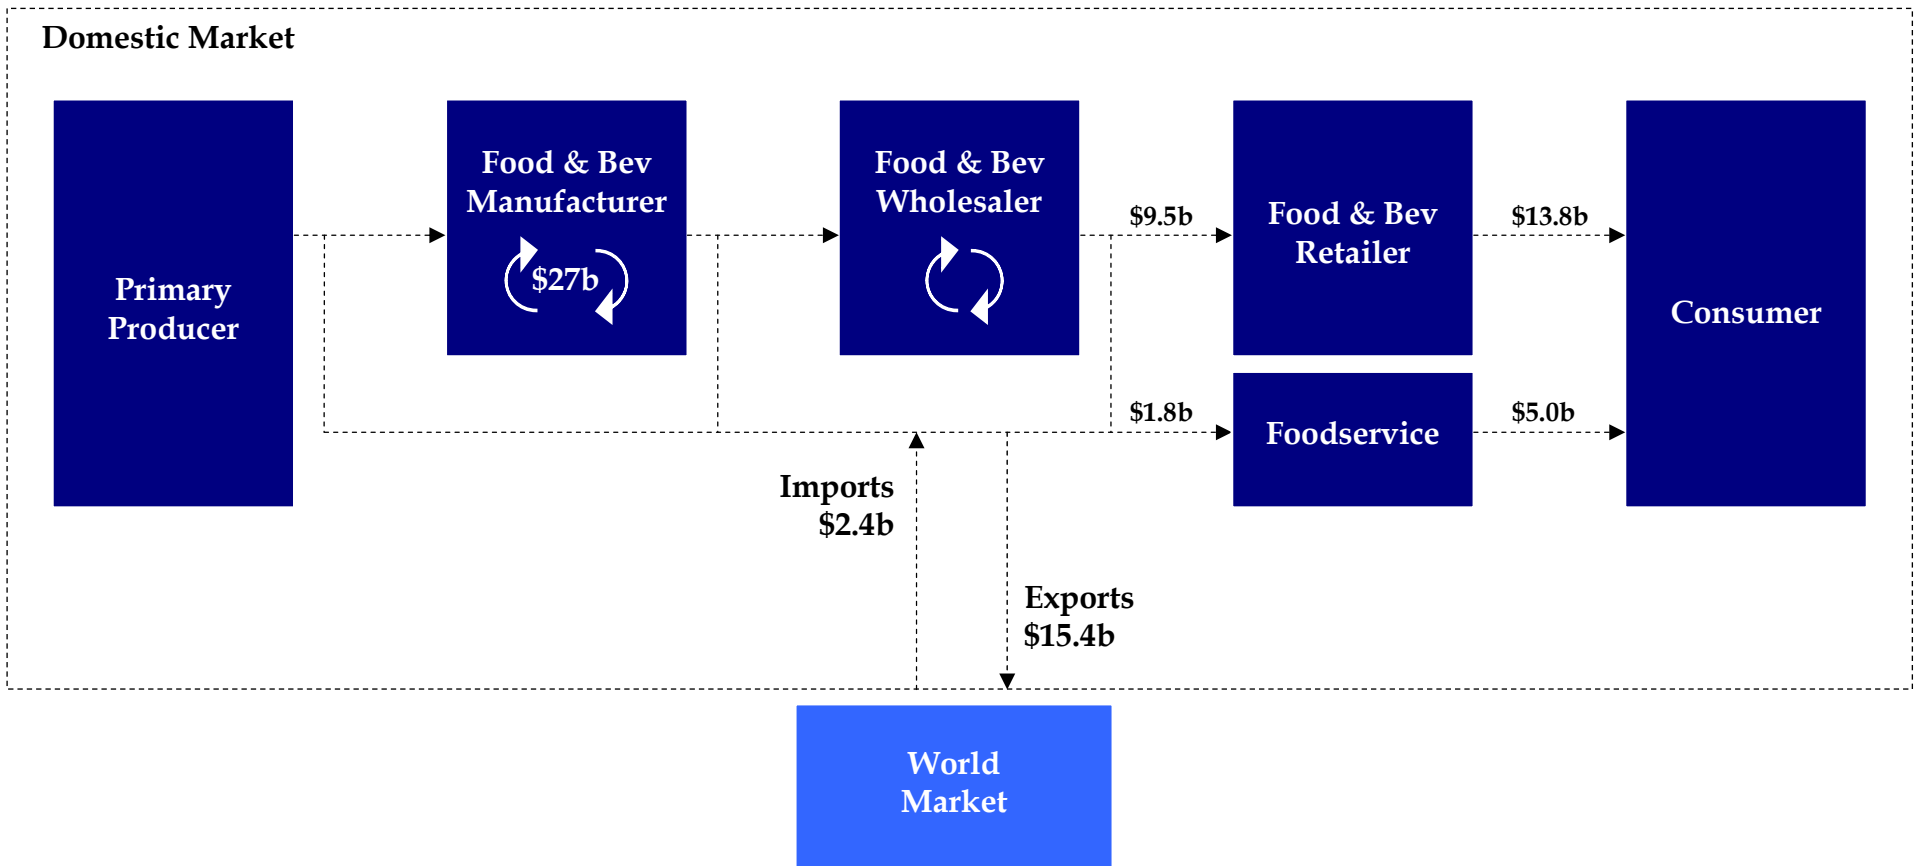 Domestic Market
Primary
Producer
Food & Bev
Manufacturer
$27b
Food & Bev
Wholesaler
$9.5b
Food & Bev
Retailer
$13.8b
Consumer
$1.8b
Foodservice
$5.0b
Imports
$2.4b
Exports
$15.4b
World
Market